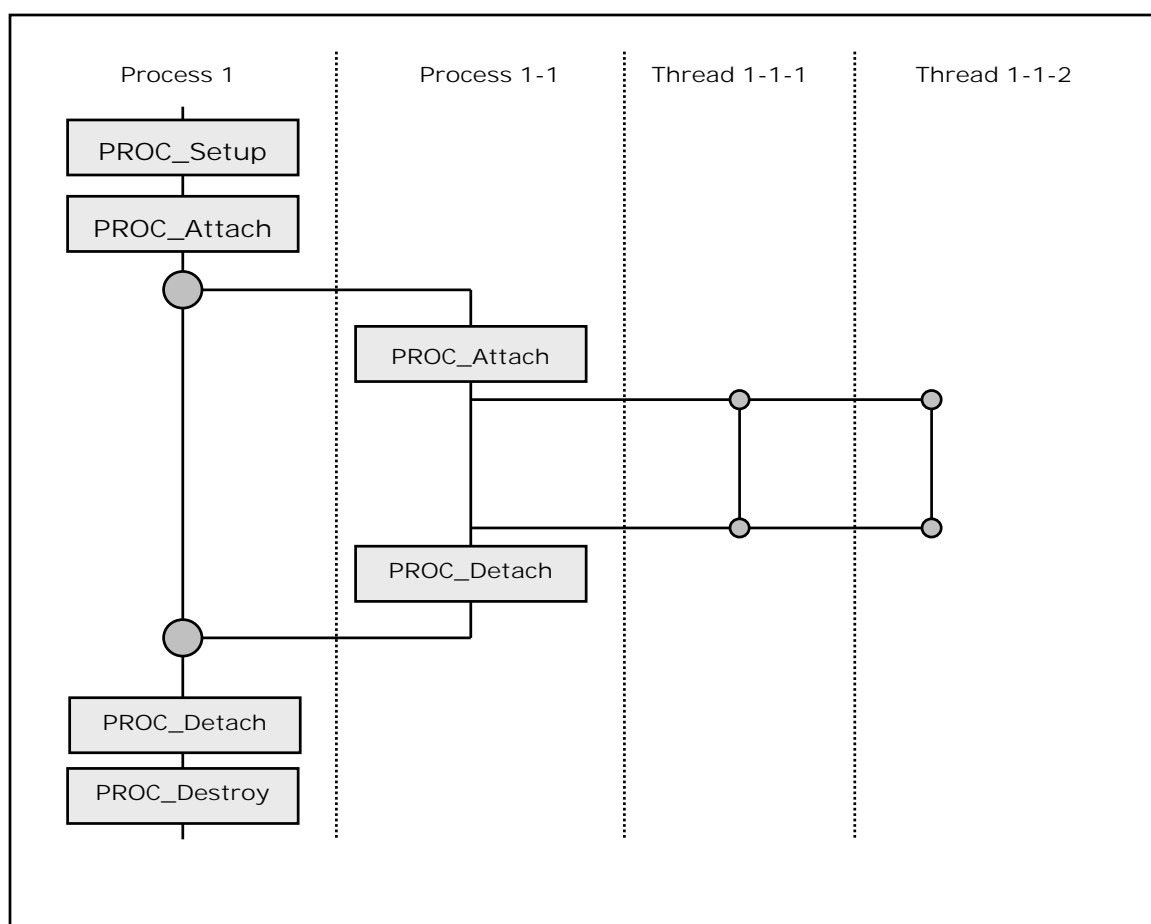 Process 1
Process 1-1
Thread 1-1-1
Thread 1-1-2
PROC_Setup
PROC_Attach
PROC_Attach
PROC_Detach
PROC_Detach
PROC_Destroy